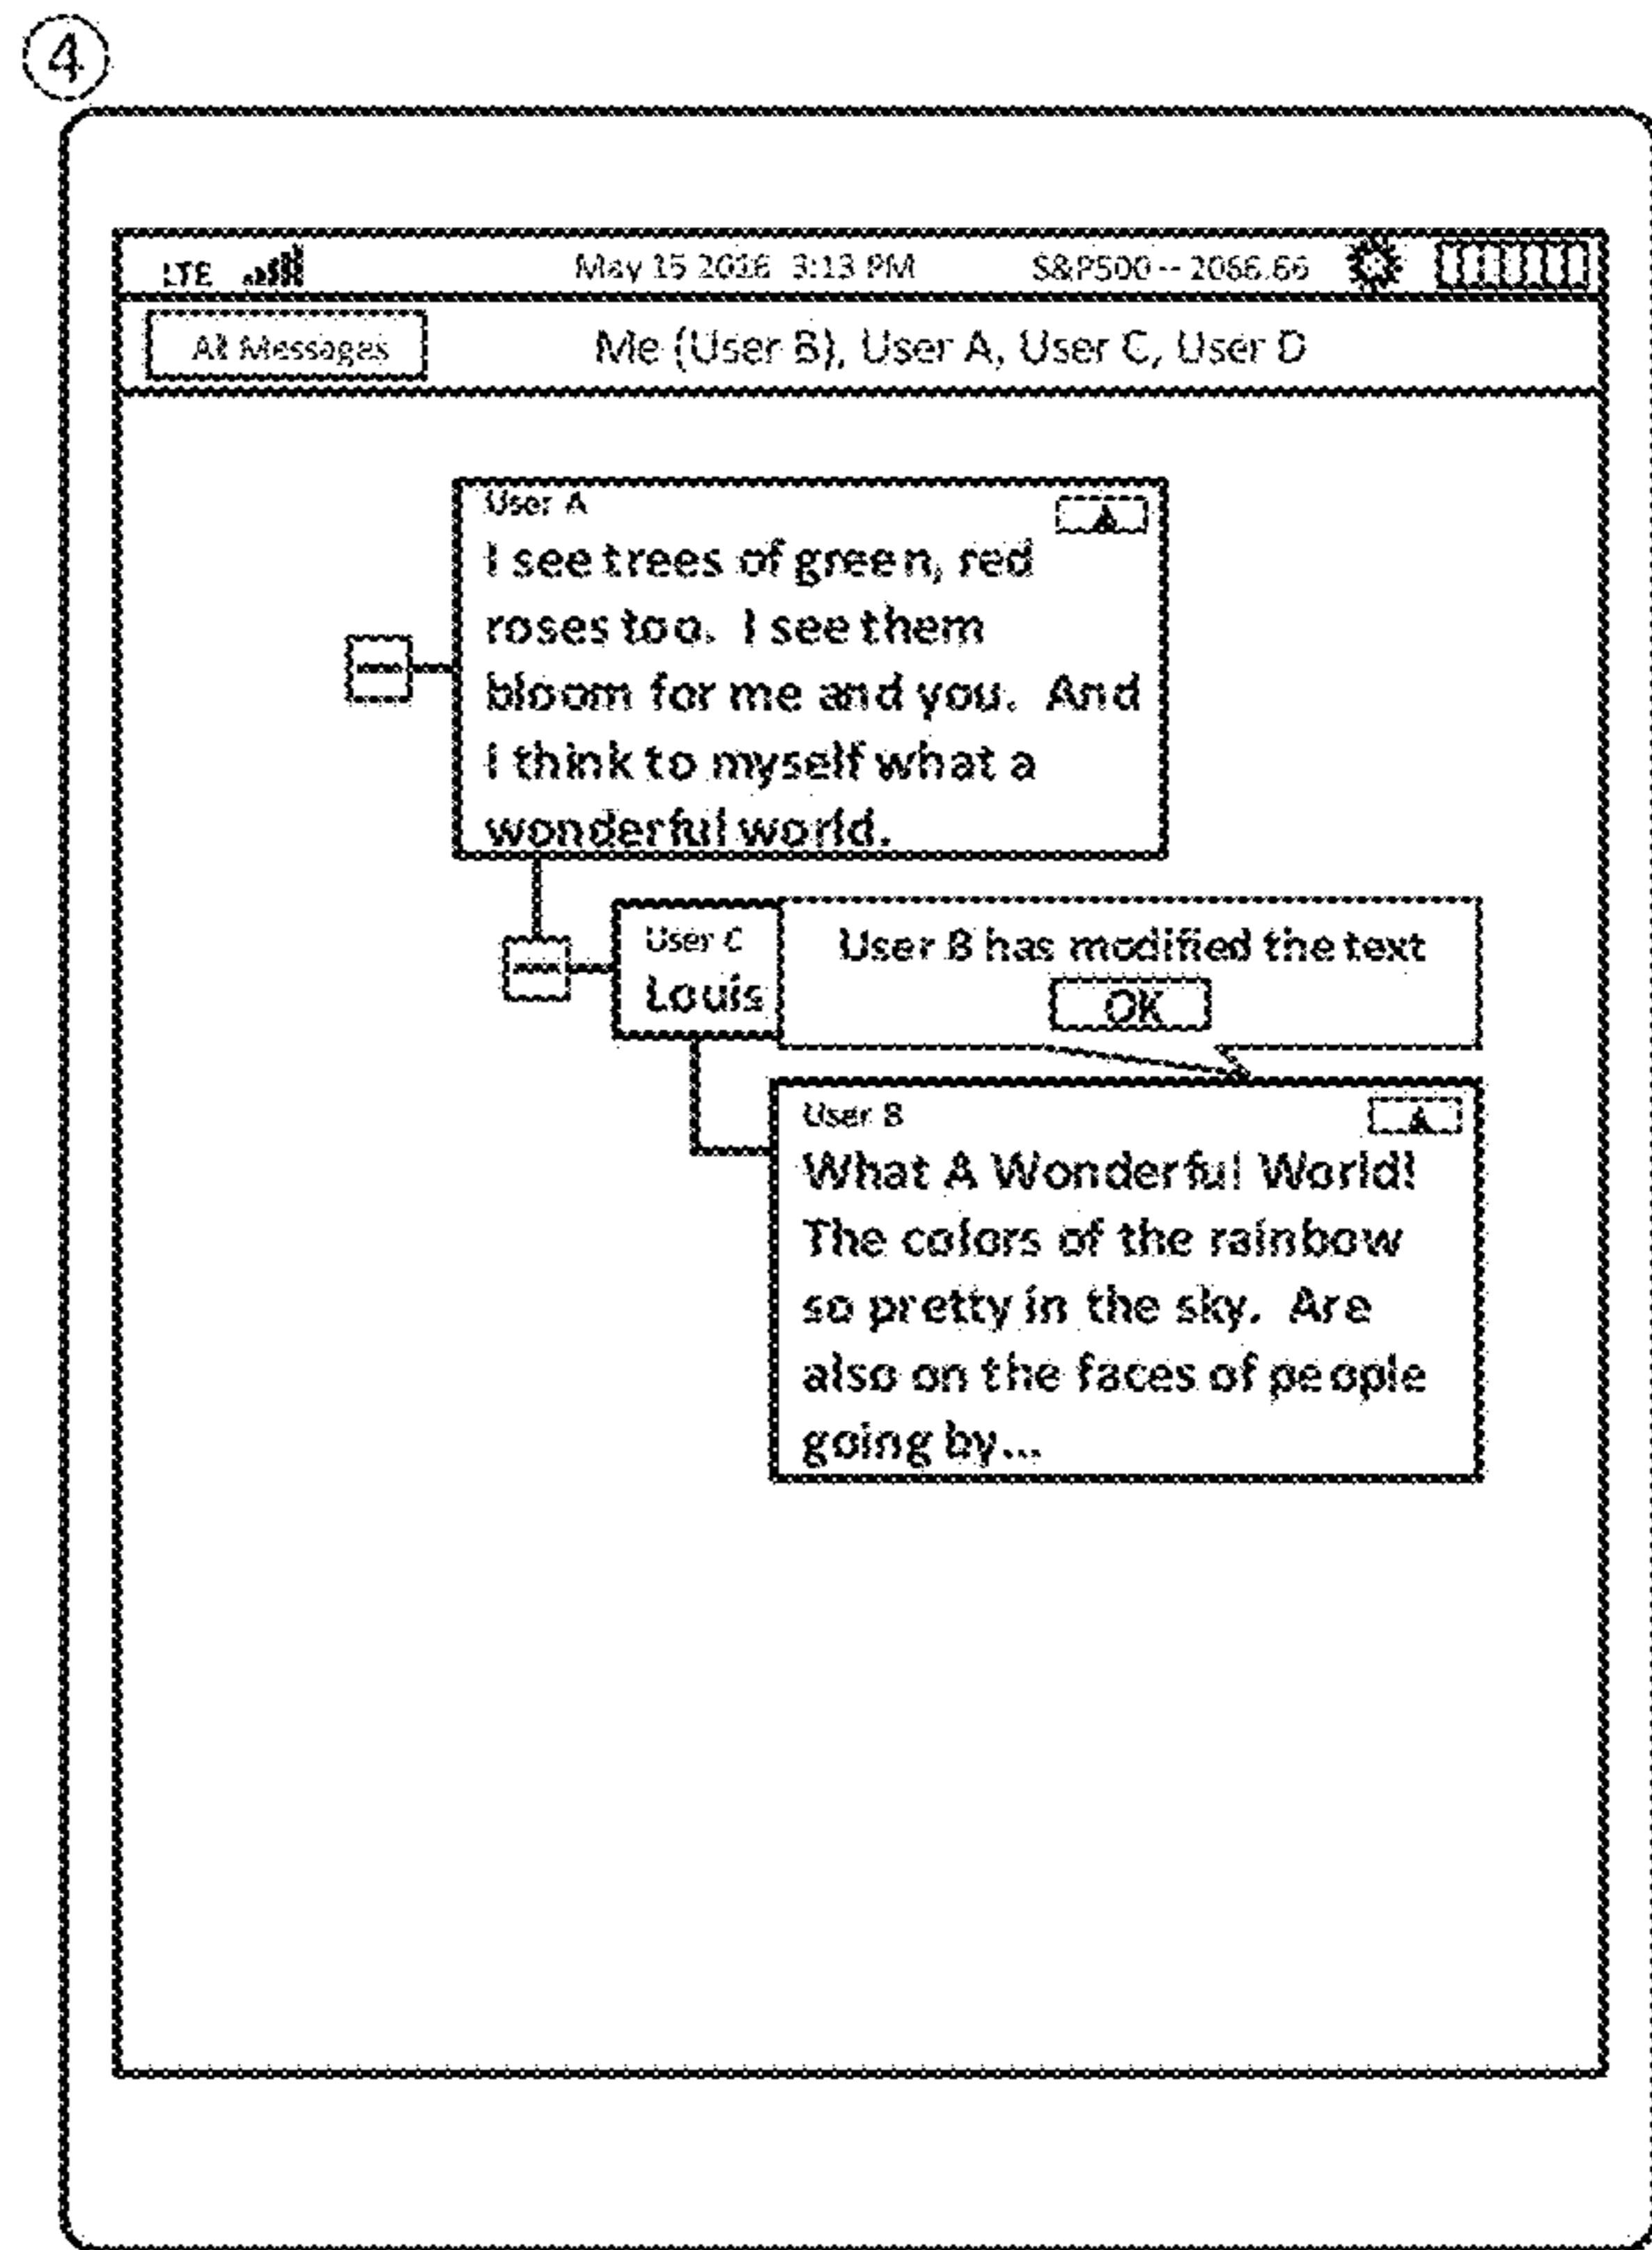 4
LTE May 15 2016 3:13 PM S&P500 -- 2066.66
All Messages Me (User B), User A, User C, User D
User A
I see trees of green, red
roses too. I see them
bloom for me and you. And
I think to myself what a
wonderful world.
User C
Louis
User B has modified the text
OK
User B
What A Wonderful World!
The colors of the rainbow
so pretty in the sky. Are
also on the faces of people
going by...